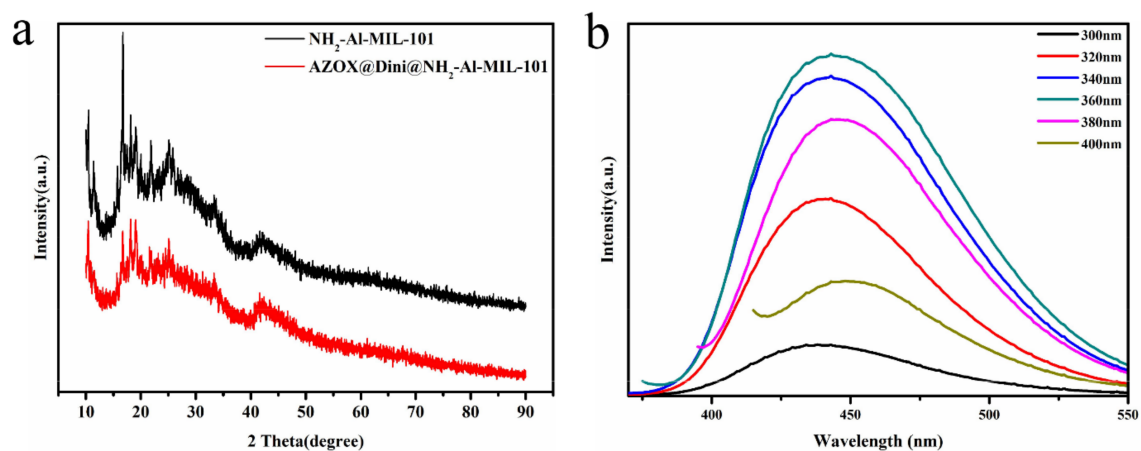 a
NH2-Al-MIL-101
AZOX@Dini@NH2-Al-MIL-101
Intensity(a.u.)
10 20 30 40 50 60 70 80 90
2 Theta(degree)
b
300nm
320nm
340nm
360nm
380nm
400nm
Intensity(a.u.)
400 450 500 550
Wavelength (nm)